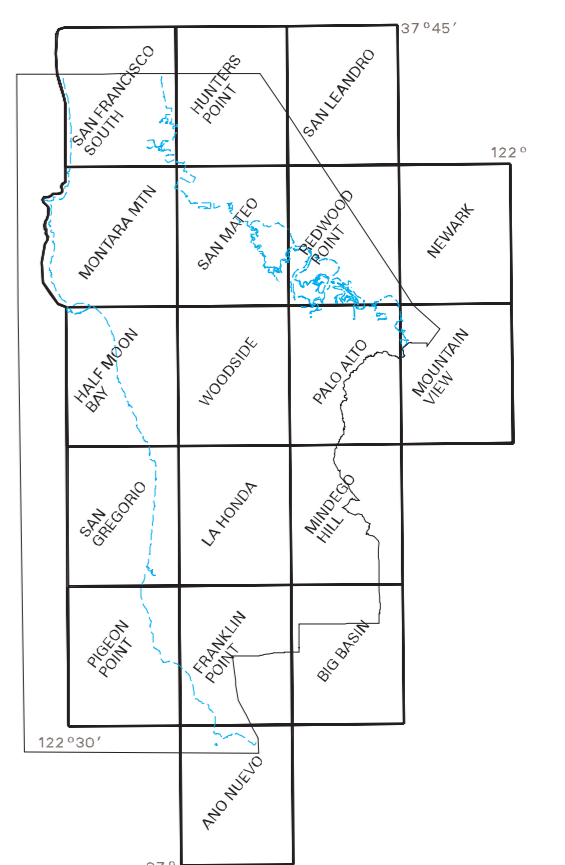 37°45′
SAN FRANCISCO
SOUTH
HUNTERS
POINT
SAN LEANDRO
122°
MONTARA MTN
SAN MATEO
REDWOOD
POINT
NEWARK
HALF MOON
BAY
WOODSIDE
PALO ALTO
MOUNTAIN
VIEW
SAN
GREGORIO
LA HONDA
MINDEGO
HILL
PIGEON
POINT
FRANKLIN
POINT
BIG BASIN
122°30′
ANO NUEVO